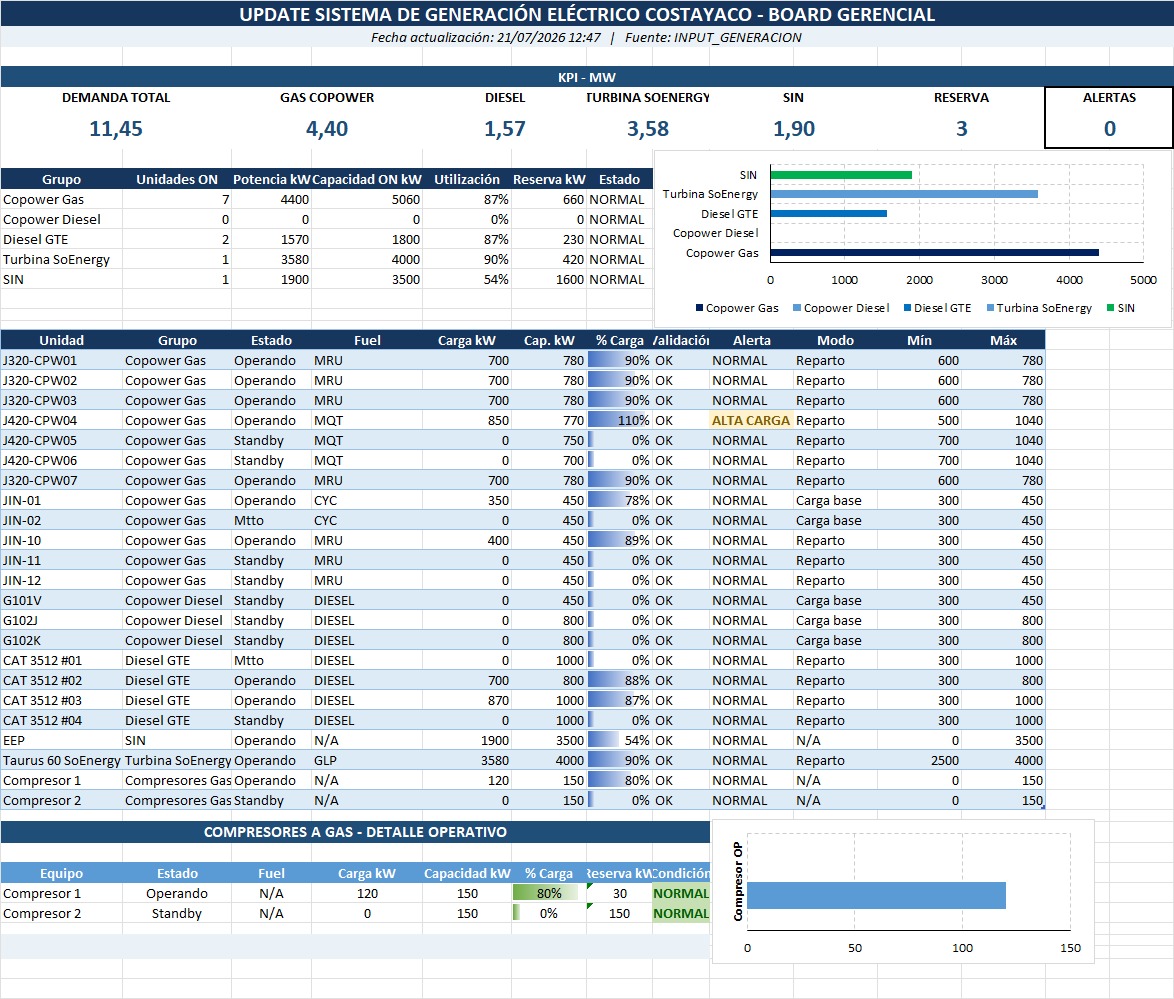 UPDATE SISTEMA DE GENERACIÓN ELÉCTRICO COSTAYACO - BOARD GERENCIAL
Fecha actualización: 21/07/2026 12:47 | Fuente: INPUT_GENERACION
KPI - MW
DEMANDA TOTAL GAS COPOWER DIESEL TURBINA SOENERGY SIN RESERVA ALERTAS
11,45 4,40 1,57 3,58 1,90 3 0
Grupo Unidades ON Potencia kW Capacidad ON kW Utilización Reserva kW Estado
Copower Gas 7 4400 5060 87% 660 NORMAL
Copower Diesel 0 0 0 0% 0 NORMAL
Diesel GTE 2 1570 1800 87% 230 NORMAL
Turbina SoEnergy 1 3580 4000 90% 420 NORMAL
SIN 1 1900 3500 54% 1600 NORMAL
SIN
Turbina SoEnergy
Diesel GTE
Copower Diesel
Copower Gas
0 1000 2000 3000 4000 5000
Copower Gas Copower Diesel Diesel GTE Turbina SoEnergy SIN
Unidad Grupo Estado Fuel Carga kW Cap. kW % Carga Validación Alerta Modo Mín Máx
J320-CPW01 Copower Gas Operando MRU 700 780 90% OK NORMAL Reparto 600 780
J320-CPW02 Copower Gas Operando MRU 700 780 90% OK NORMAL Reparto 600 780
J320-CPW03 Copower Gas Operando MRU 700 780 90% OK NORMAL Reparto 600 780
J420-CPW04 Copower Gas Operando MQT 850 770 110% OK ALTA CARGA Reparto 500 1040
J420-CPW05 Copower Gas Standby MQT 0 750 0% OK NORMAL Reparto 700 1040
J420-CPW06 Copower Gas Standby MQT 0 700 0% OK NORMAL Reparto 700 1040
J320-CPW07 Copower Gas Operando MRU 700 780 90% OK NORMAL Reparto 600 780
JIN-01 Copower Gas Operando CYC 350 450 78% OK NORMAL Carga base 300 450
JIN-02 Copower Gas Mtto CYC 0 450 0% OK NORMAL Carga base 300 450
JIN-10 Copower Gas Operando MRU 400 450 89% OK NORMAL Reparto 300 450
JIN-11 Copower Gas Standby MRU 0 450 0% OK NORMAL Reparto 300 450
JIN-12 Copower Gas Standby MRU 0 450 0% OK NORMAL Reparto 300 450
G101V Copower Diesel Standby DIESEL 0 450 0% OK NORMAL Carga base 300 450
G102J Copower Diesel Standby DIESEL 0 800 0% OK NORMAL Carga base 300 800
G102K Copower Diesel Standby DIESEL 0 800 0% OK NORMAL Carga base 300 800
CAT 3512 #01 Diesel GTE Mtto DIESEL 0 1000 0% OK NORMAL Reparto 300 1000
CAT 3512 #02 Diesel GTE Operando DIESEL 700 800 88% OK NORMAL Reparto 300 800
CAT 3512 #03 Diesel GTE Operando DIESEL 870 1000 87% OK NORMAL Reparto 300 1000
CAT 3512 #04 Diesel GTE Standby DIESEL 0 1000 0% OK NORMAL Reparto 300 1000
EEP SIN Operando N/A 1900 3500 54% OK NORMAL N/A 0 3500
Taurus 60 SoEnergy Turbina SoEnergy Operando GLP 3580 4000 90% OK NORMAL Reparto 2500 4000
Compresor 1 Compresores Gas Operando N/A 120 150 80% OK NORMAL N/A 0 150
Compresor 2 Compresores Gas Standby N/A 0 150 0% OK NORMAL N/A 0 150
COMPRESORES A GAS - DETALLE OPERATIVO
Equipo Estado Fuel Carga kW Capacidad kW % Carga Reserva kW Condición
Compresor 1 Operando N/A 120 150 80% 30 NORMAL
Compresor 2 Standby N/A 0 150 0% 150 NORMAL
Compresor OP
0 50 100 150